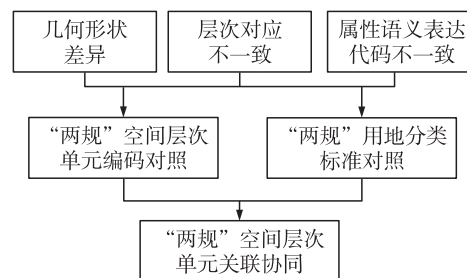 几何形状
差异
层次对应
不一致
属性语义表达
代码不一致
“两规”空间层次
单元编码对照
“两规”用地分类
标准对照
“两规”空间层次
单元关联协同